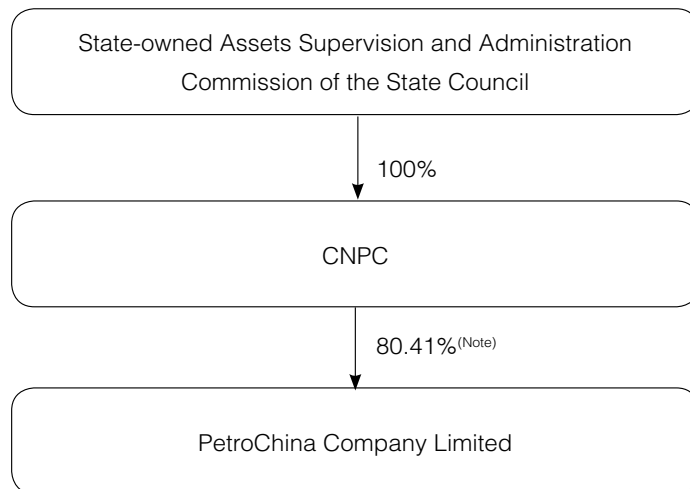 State-owned Assets Supervision and Administration
Commission of the State Council
100%
CNPC
80.41%(Note)
PetroChina Company Limited